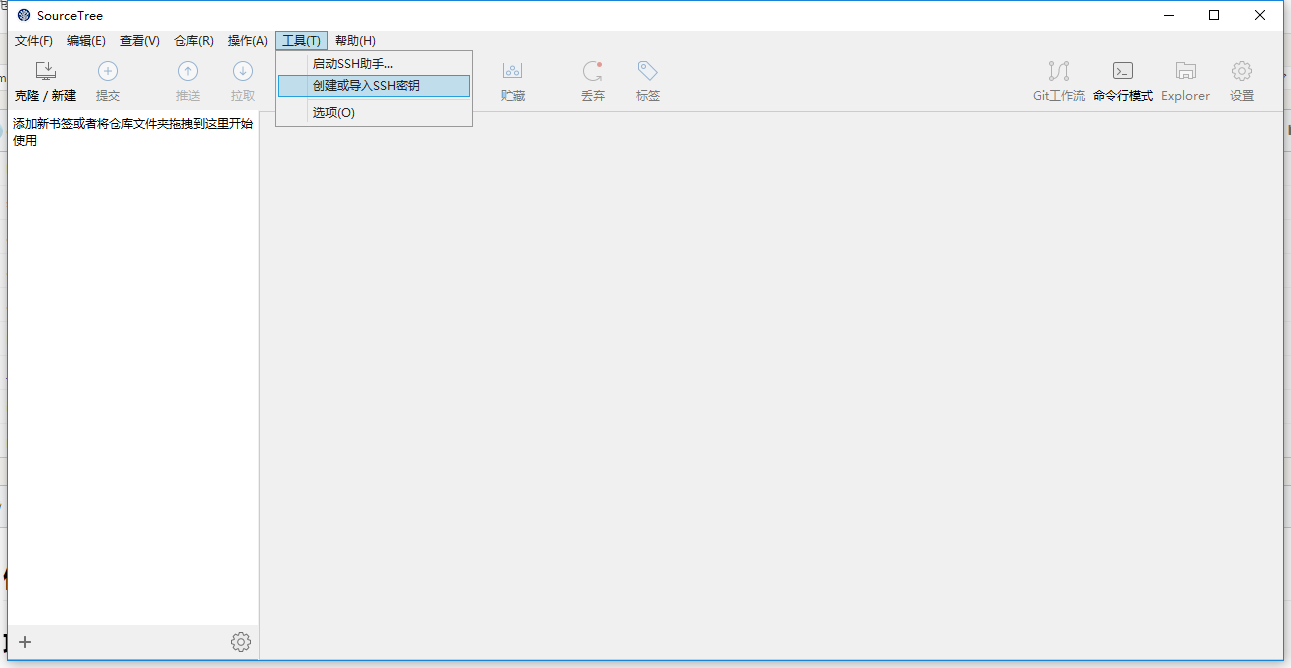 SourceTree
文件(F) 编辑(E) 查看(V) 仓库(R) 操作(A) 工具(T) 帮助(H)
启动SSH助手...
创建或导入SSH密钥
选项(O)
克隆 / 新建 提交 推送 拉取 贮藏 丢弃 标签 Git工作流 命令行模式 Explorer 设置
添加新书签或者将仓库文件夹拖拽到这里开始
使用